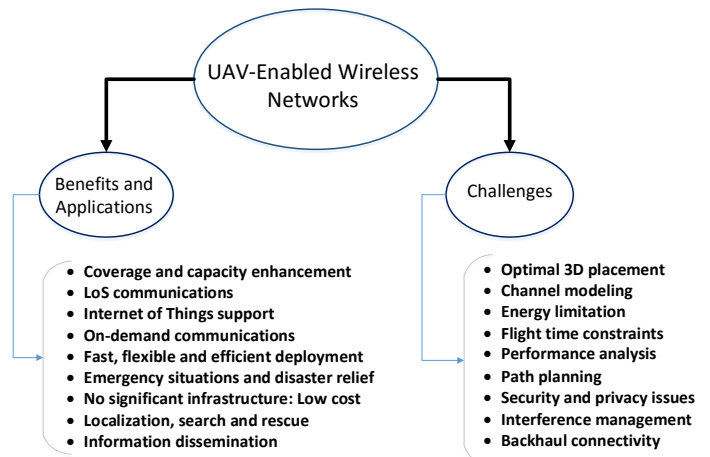 UAV-Enabled Wireless
Networks
Benefits and
Applications
• Coverage and capacity enhancement
• LoS communications
• Internet of Things support
• On-demand communications
• Fast, flexible and efficient deployment
• Emergency situations and disaster relief
• No significant infrastructure: Low cost
• Localization, search and rescue
• Information dissemination
Challenges
• Optimal 3D placement
• Channel modeling
• Energy limitation
• Flight time constraints
• Performance analysis
• Path planning
• Security and privacy issues
• Interference management
• Backhaul connectivity